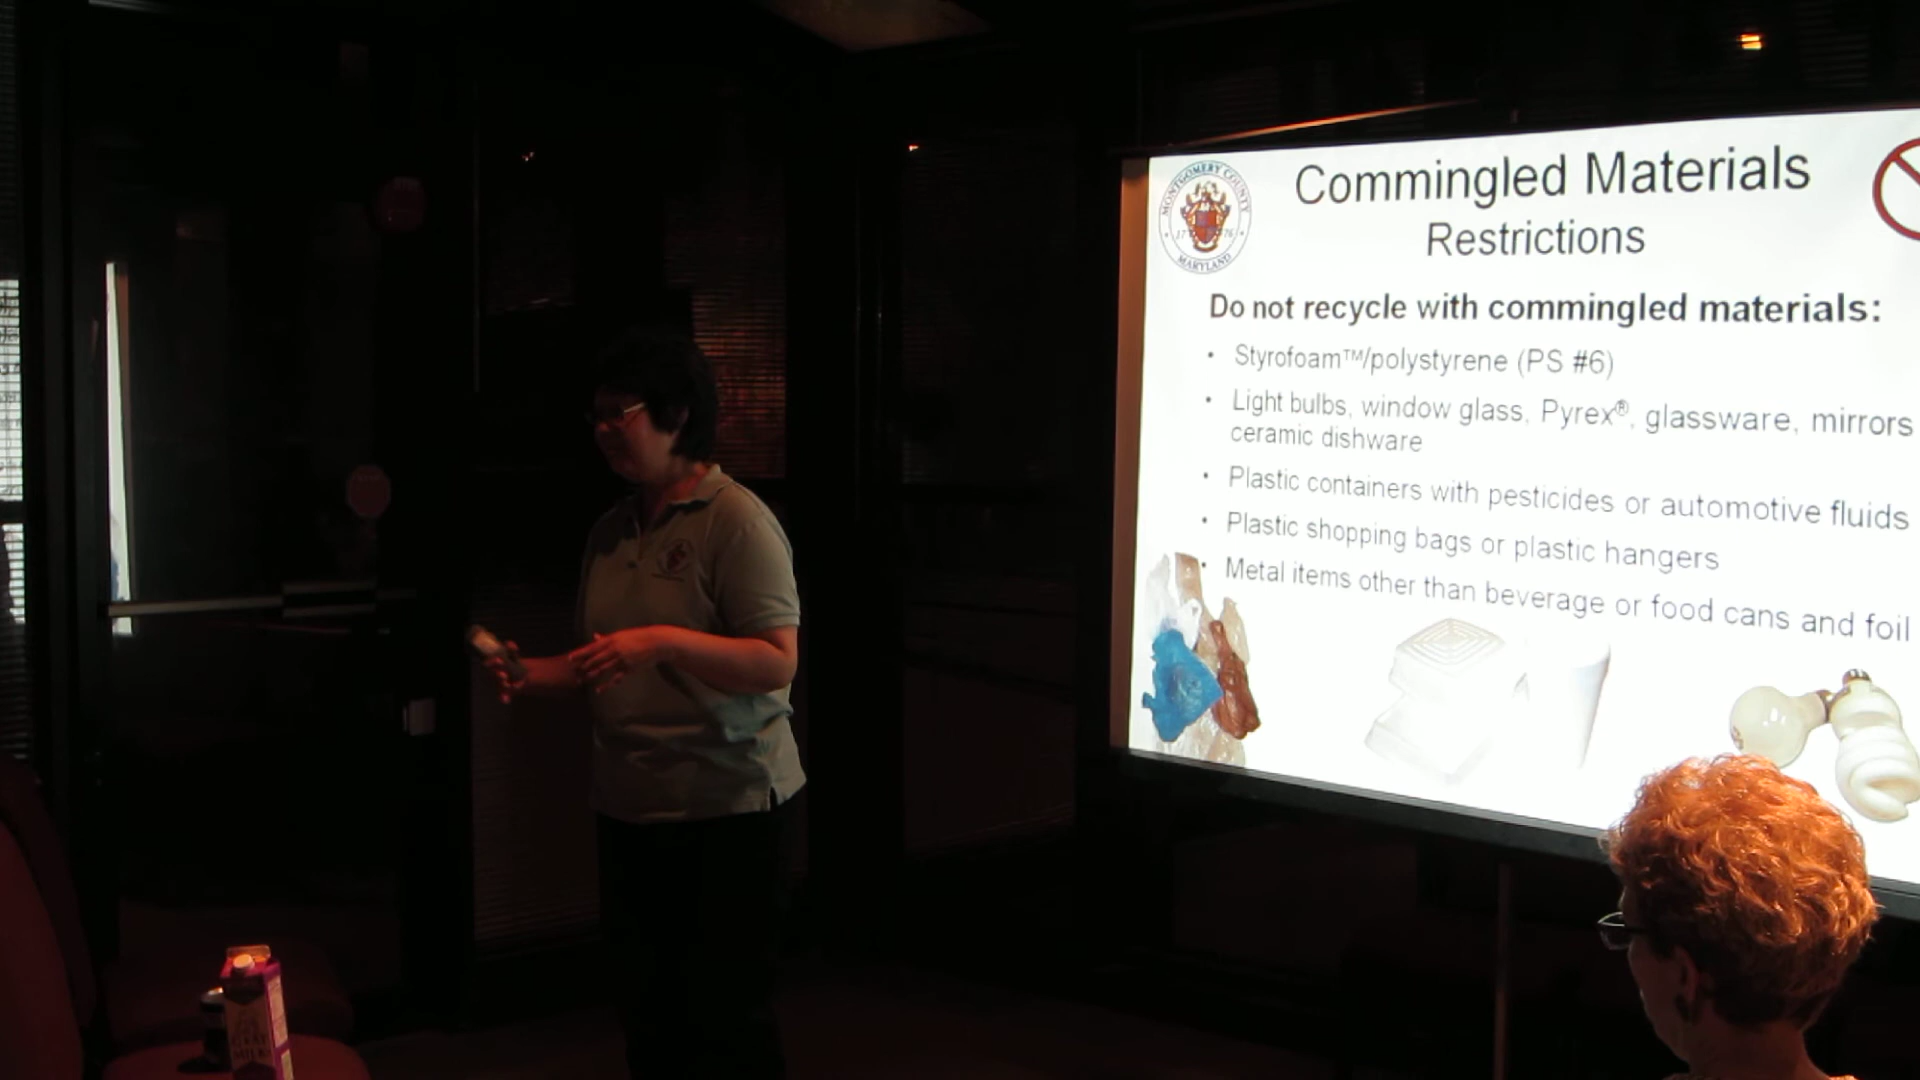 Commingled Materials
Restrictions
MONTGOMERY COUNTY
17 76
MARYLAND
Do not recycle with commingled materials:
• Styrofoam™/polystyrene (PS #6)
• Light bulbs, window glass, Pyrex®, glassware, mirrors
ceramic dishware
• Plastic containers with pesticides or automotive fluids
• Plastic shopping bags or plastic hangers
• Metal items other than beverage or food cans and foil